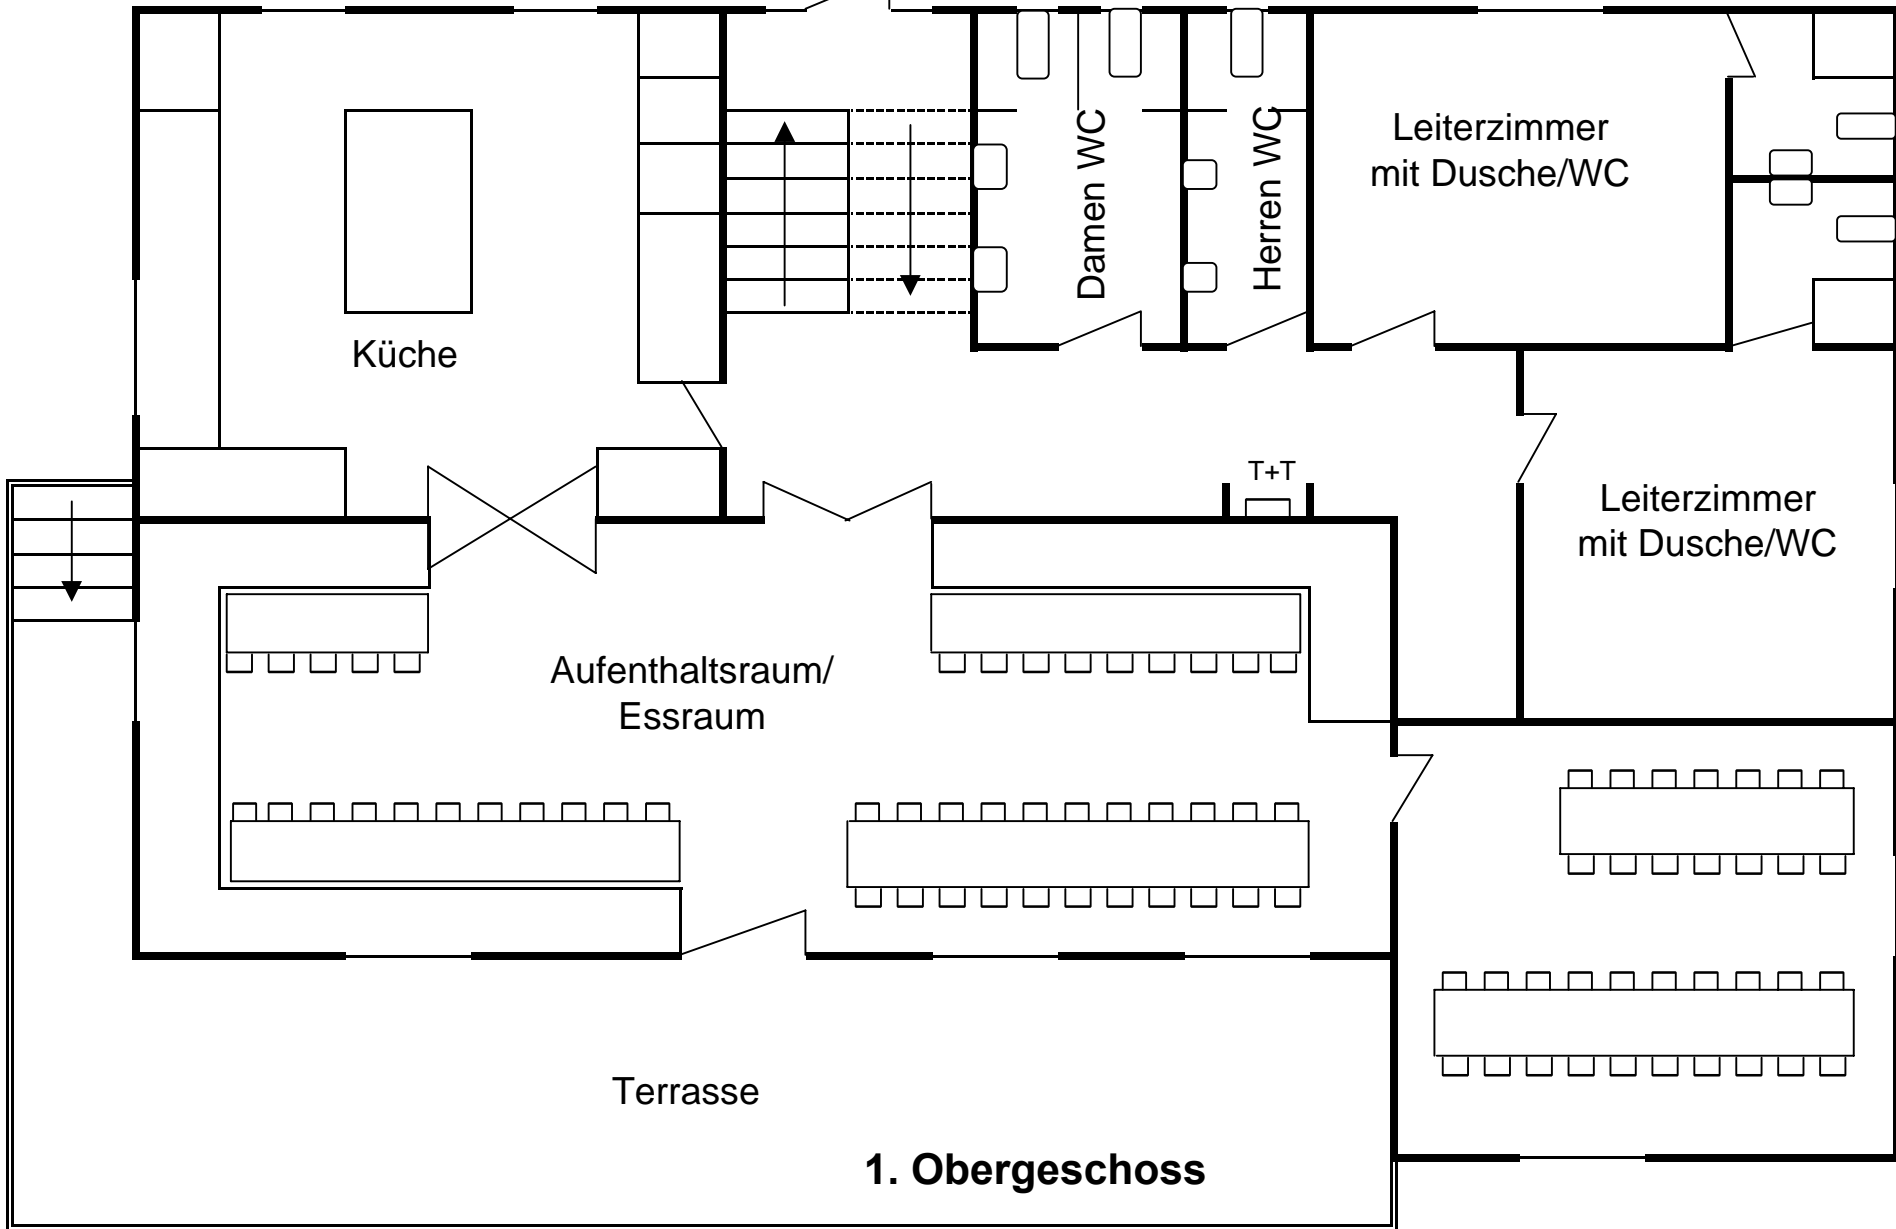 Leiterzimmer
mit Dusche/WC
Damen WC
Herren WC
Küche
T+T
Leiterzimmer
mit Dusche/WC
Aufenthaltsraum/
Essraum
Terrasse
1. Obergeschoss